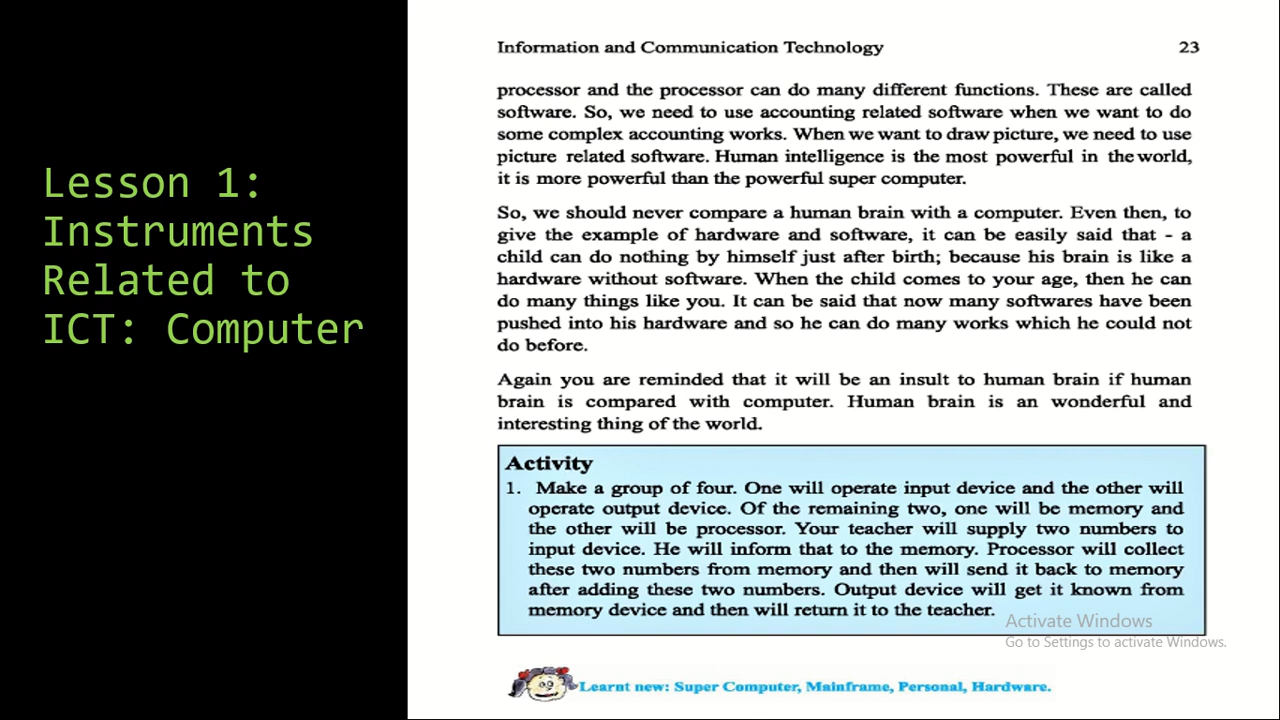 Lesson 1:
Instruments
Related to
ICT: Computer
Information and Communication Technology 23
processor and the processor can do many different functions. These are called
software. So, we need to use accounting related software when we want to do
some complex accounting works. When we want to draw picture, we need to use
picture related software. Human intelligence is the most powerful in the world,
it is more powerful than the powerful super computer.
So, we should never compare a human brain with a computer. Even then, to
give the example of hardware and software, it can be easily said that - a
child can do nothing by himself just after birth; because his brain is like a
hardware without software. When the child comes to your age, then he can
do many things like you. It can be said that now many softwares have been
pushed into his hardware and so he can do many works which he could not
do before.
Again you are reminded that it will be an insult to human brain if human
brain is compared with computer. Human brain is an wonderful and
interesting thing of the world.
Activity
1. Make a group of four. One will operate input device and the other will
operate output device. Of the remaining two, one will be memory and
the other will be processor. Your teacher will supply two numbers to
input device. He will inform that to the memory. Processor will collect
these two numbers from memory and then will send it back to memory
after adding these two numbers. Output device will get it known from
memory device and then will return it to the teacher.
Activate Windows
Go to Settings to activate Windows.
Learnt new: Super Computer, Mainframe, Personal, Hardware.